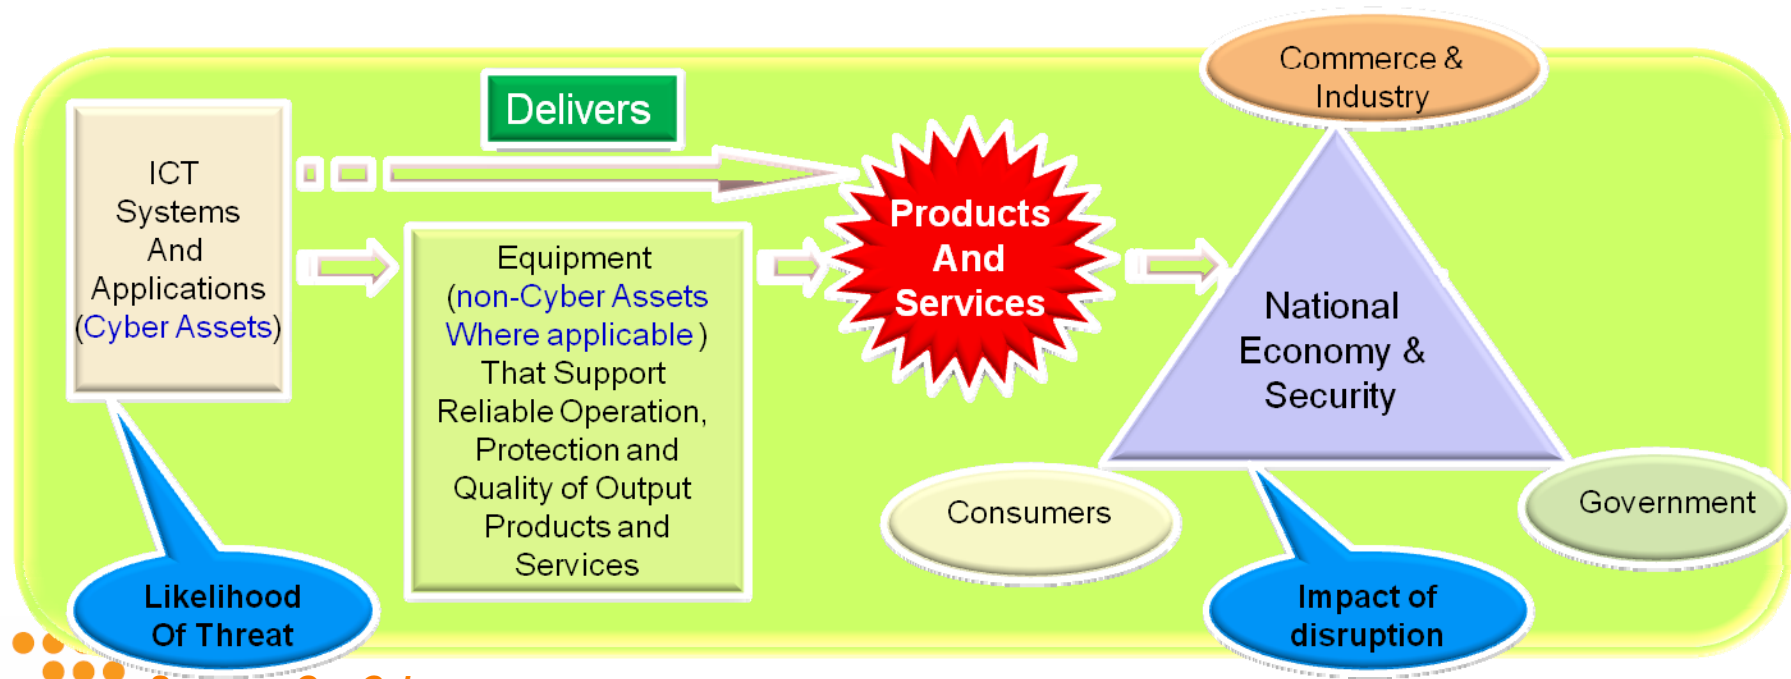 Delivers
ICT
Systems
And
Applications
(Cyber Assets)
Equipment
(non-Cyber Assets
Where applicable)
That Support
Reliable Operation,
Protection and
Quality of Output
Products and
Services
Products
And
Services
Commerce &
Industry
National
Economy &
Security
Consumers
Government
Likelihood
Of Threat
Impact of
disruption